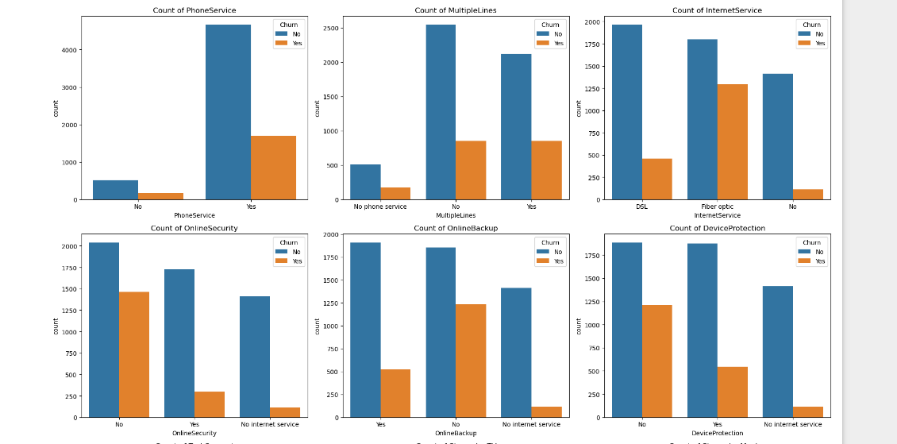 Count of PhoneService
Churn
No
Yes
4000
2000
1000
0
count
No Yes
PhoneService
Count of MultipleLines
Churn
No
Yes
2500
2000
1500
1000
500
0
count
No phone service No Yes
MultipleLines
Count of InternetService
Churn
No
Yes
2000
1750
1500
1250
1000
750
500
250
0
count
DSL Fiber optic No
InternetService
Count of OnlineSecurity
Churn
No
Yes
2000
1750
1500
1250
1000
750
500
250
0
count
No Yes No internet service
OnlineSecurity
Count of OnlineBackup
Churn
No
Yes
2000
1750
1500
1250
1000
750
500
250
0
count
Yes No No internet service
OnlineBackup
Count of DeviceProtection
Churn
No
Yes
1750
1500
1250
1000
750
500
250
0
count
No Yes No internet service
DeviceProtection